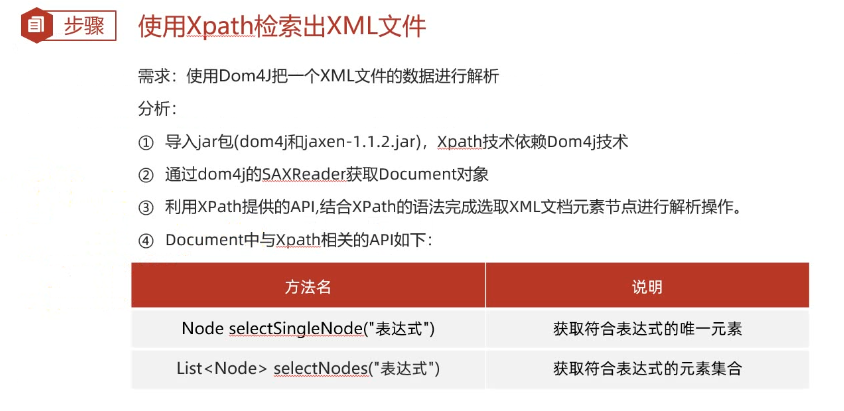 步骤
使用Xpath检索出XML文件
需求：使用Dom4J把一个XML文件的数据进行解析
分析：
① 导入jar包(dom4j和jaxen-1.1.2.jar)，Xpath技术依赖Dom4j技术
② 通过dom4j的SAXReader获取Document对象
③ 利用XPath提供的API,结合XPath的语法完成选取XML文档元素节点进行解析操作。
④ Document中与Xpath相关的API如下：
方法名 说明
Node selectSingleNode("表达式") 获取符合表达式的唯一元素
List<Node> selectNodes("表达式") 获取符合表达式的元素集合